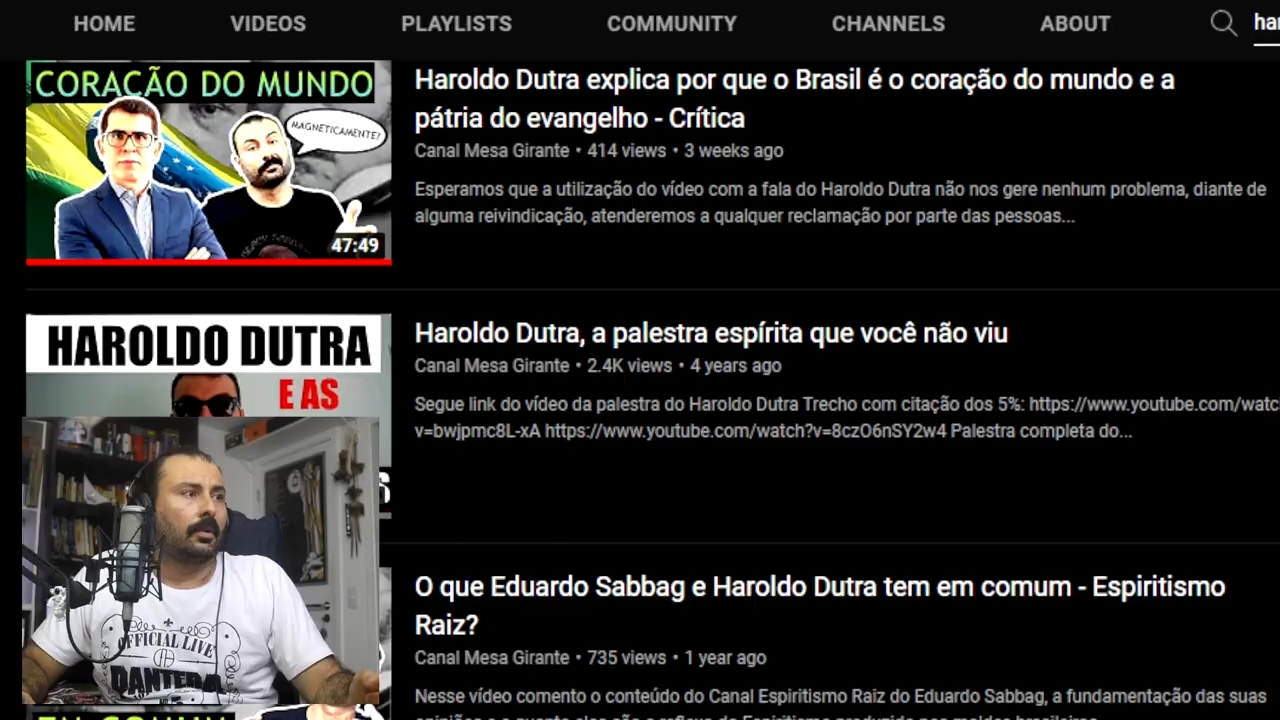 HOME VIDEOS PLAYLISTS COMMUNITY CHANNELS ABOUT
CORAÇÃO DO MUNDO
MAGNETICAMENTE?
47:49
Haroldo Dutra explica por que o Brasil é o coração do mundo e a
pátria do evangelho - Crítica
Canal Mesa Girante • 414 views • 3 weeks ago
Esperamos que a utilização do vídeo com a fala do Haroldo Dutra não nos gere nenhum problema, diante de
alguma reivindicação, atenderemos a qualquer reclamação por parte das pessoas...
HAROLDO DUTRA
E AS
Haroldo Dutra, a palestra espírita que você não viu
Canal Mesa Girante • 2.4K views • 4 years ago
Segue link do vídeo da palestra do Haroldo Dutra Trecho com citação dos 5%: https://www.youtube.com/watc
v=bwjpmc8L-xA https://www.youtube.com/watch?v=8czO6nSY2w4 Palestra completa do...
OFFICIAL LIVE
PANTERA
O que Eduardo Sabbag e Haroldo Dutra tem em comum - Espiritismo
Raiz?
Canal Mesa Girante • 735 views • 1 year ago
Nesse vídeo comento o conteúdo do Canal Espiritismo Raiz do Eduardo Sabbag, a fundamentação das suas